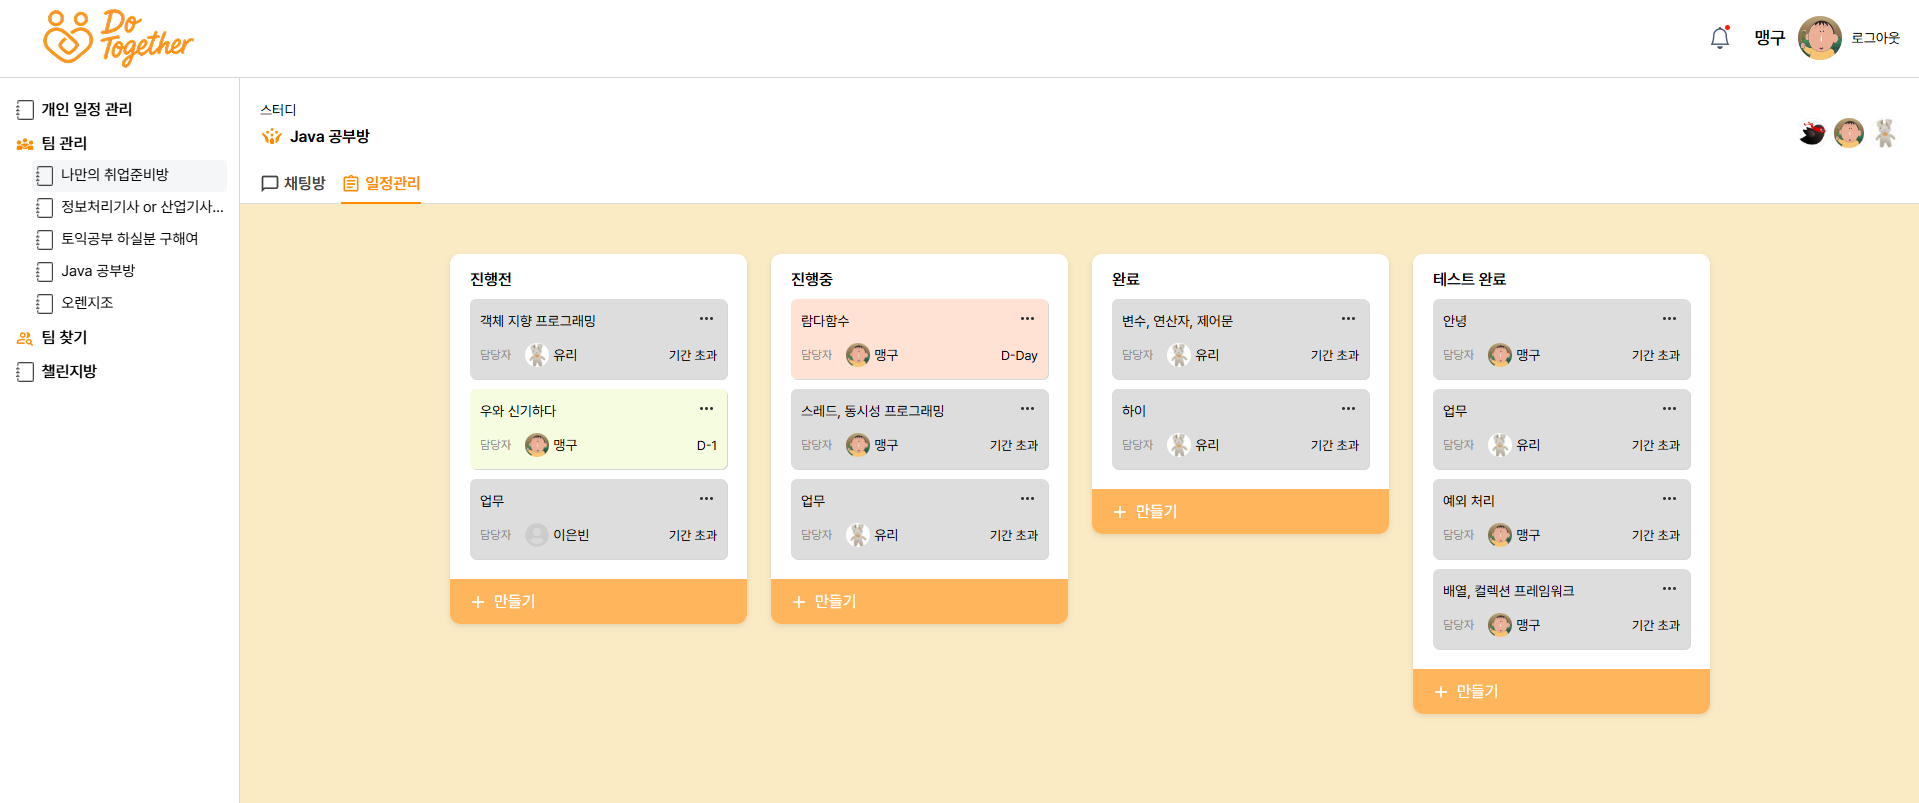 Do
Together
맹구
로그아웃
개인 일정 관리
팀 관리
나만의 취업준비방
정보처리기사 or 산업기사...
토익공부 하실분 구해여
Java 공부방
오렌지조
팀 찾기
챌린지방
스터디
Java 공부방
채팅방
일정관리
진행전
객체 지향 프로그래밍
담당자 유리 기간 초과
우와 신기하다
담당자 맹구 D-1
업무
담당자 이은빈 기간 초과
+ 만들기
진행중
람다함수
담당자 맹구 D-Day
스레드, 동시성 프로그래밍
담당자 맹구 기간 초과
업무
담당자 유리 기간 초과
+ 만들기
완료
변수, 연산자, 제어문
담당자 유리 기간 초과
하이
담당자 유리 기간 초과
+ 만들기
테스트 완료
안녕
담당자 맹구 기간 초과
업무
담당자 유리 기간 초과
예외 처리
담당자 맹구 기간 초과
배열, 컬렉션 프레임워크
담당자 맹구 기간 초과
+ 만들기